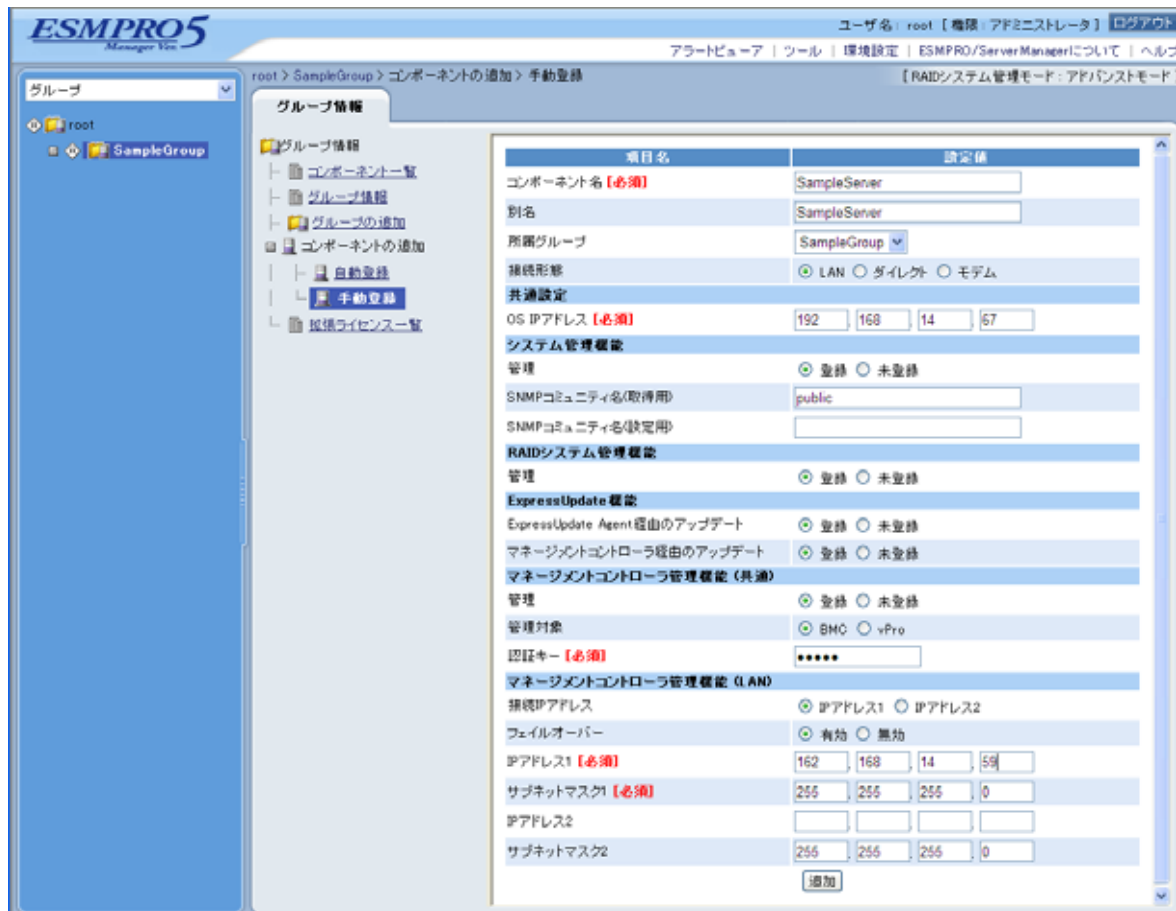 ESMPRO5
Manager Ver.
ユーザ名: root [ 権限 : アドミニストレータ ] ログアウト
アラートビューア | ツール | 環境設定 | ESMPRO/ServerManagerについて | ヘルプ
グループ
root
SampleGroup
root > SampleGroup > コンポーネントの追加 > 手動登録
[ RAIDシステム管理モード : アドバンストモード
グループ情報
グループ情報
コンポーネント一覧
グループ情報
グループの追加
コンポーネントの追加
自動登録
手動登録
拡張ライセンス一覧
項目名 設定値
コンポーネント名 [必須] SampleServer
別名 SampleServer
所属グループ SampleGroup
接続形態 LAN ダイレクト モデム
共通設定
OS IPアドレス [必須] 192 . 168 . 14 . 67
システム管理機能
管理 登録 未登録
SNMPコミュニティ名(取得用) public
SNMPコミュニティ名(設定用)
RAIDシステム管理機能
管理 登録 未登録
ExpressUpdate 機能
ExpressUpdate Agent経由のアップデート 登録 未登録
マネージメントコントローラ経由のアップデート 登録 未登録
マネージメントコントローラ管理機能 (共通)
管理 登録 未登録
管理対象 BMC vPro
認証キー [必須] •••••
マネージメントコントローラ管理機能 (LAN)
接続IPアドレス IPアドレス1 IPアドレス2
フェイルオーバー 有効 無効
IPアドレス1 [必須] 162 . 168 . 14 . 59
サブネットマスク1 [必須] 255 . 255 . 255 . 0
IPアドレス2 . . .
サブネットマスク2 255 . 255 . 255 . 0
追加